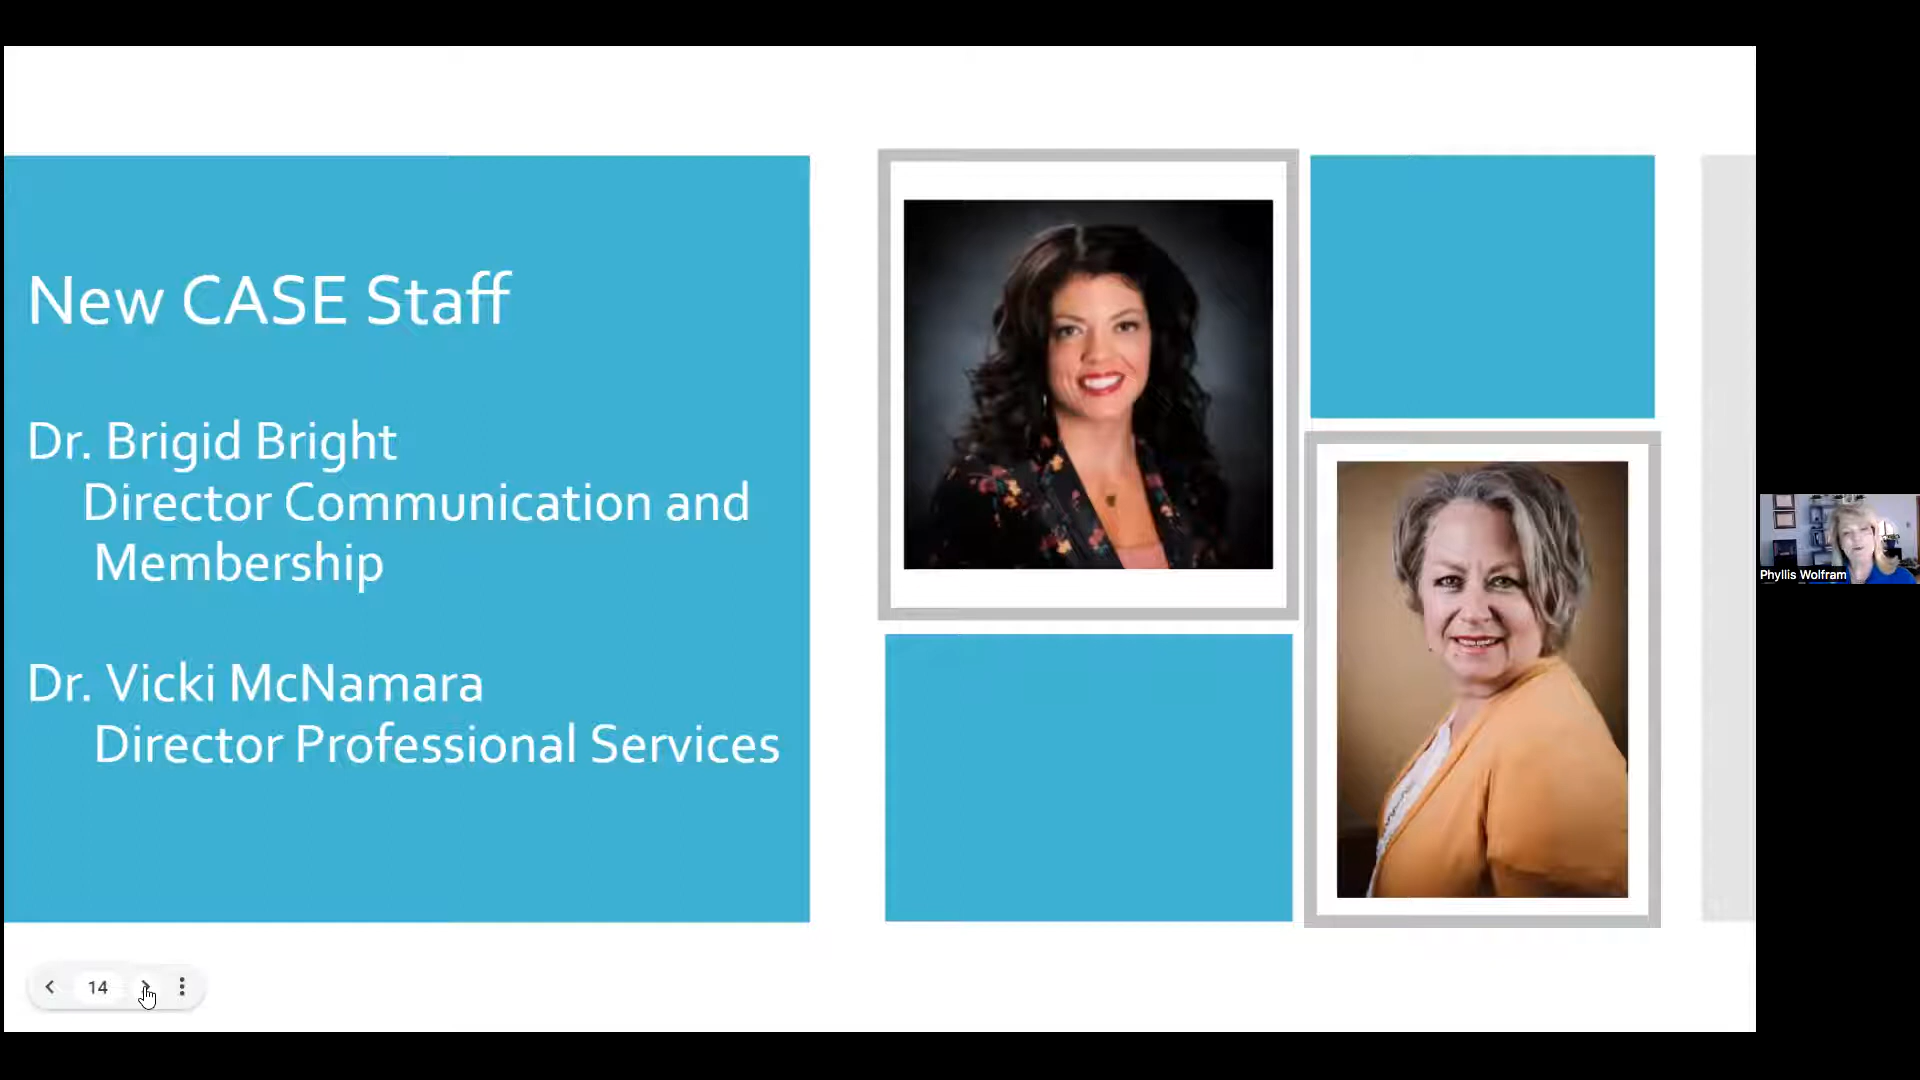 New CASE Staff
Dr. Brigid Bright
Director Communication and
Membership
Dr. Vicki McNamara
Director Professional Services
14
Phyllis Wolfram